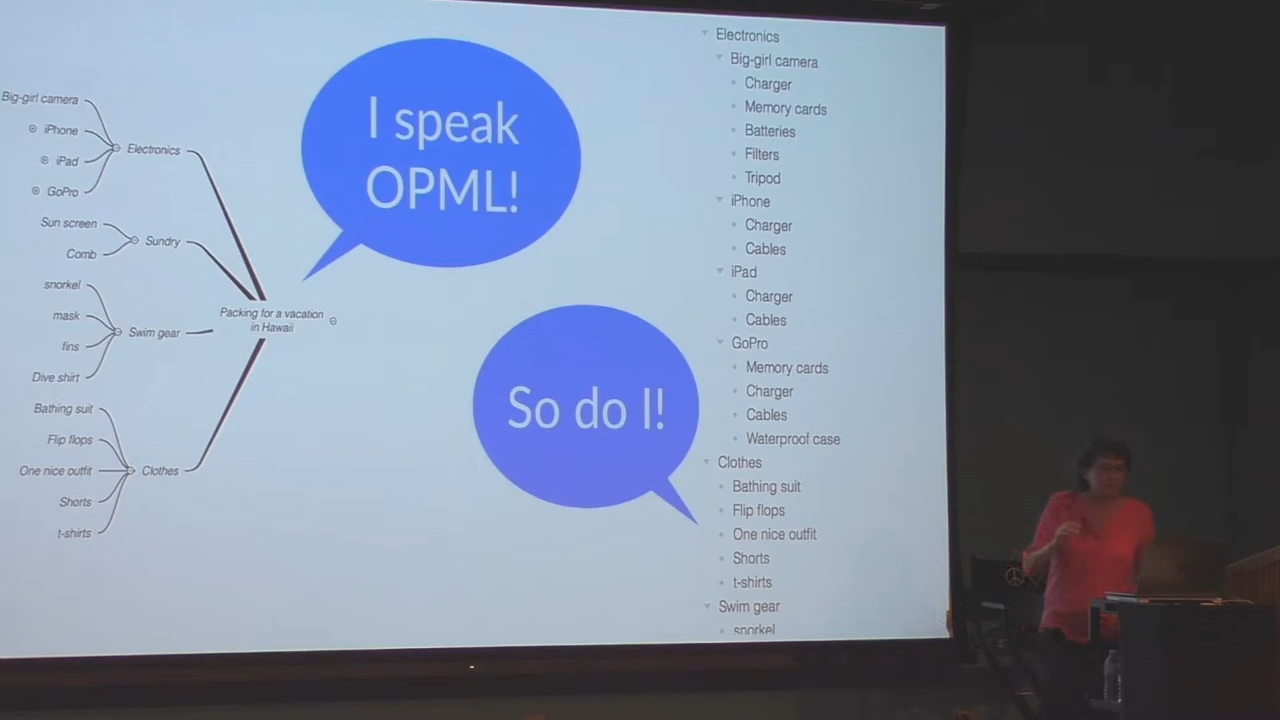 Big-girl camera
iPhone
iPad
GoPro
Electronics
Sun screen
Comb
Sundry
snorkel
mask
fins
Dive shirt
Swim gear
Bathing suit
Flip flops
One nice outfit
Shorts
t-shirts
Clothes
Packing for a vacation
in Hawaii
I speak
OPML!
So do I!
Electronics
Big-girl camera
Charger
Memory cards
Batteries
Filters
Tripod
iPhone
Charger
Cables
iPad
Charger
Cables
GoPro
Memory cards
Charger
Cables
Waterproof case
Clothes
Bathing suit
Flip flops
One nice outfit
Shorts
t-shirts
Swim gear
snorkel